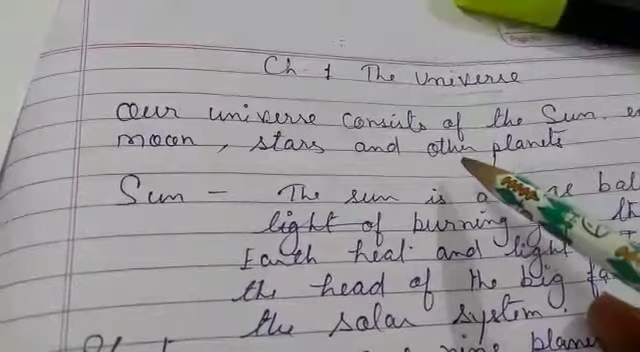 Ch. 1 The Universe
Our universe consists of the Sun.
moon, stars and other planets
Sun - The sun is a
light of burning
Earth heat and light
the head of the big
the solar system.
nine